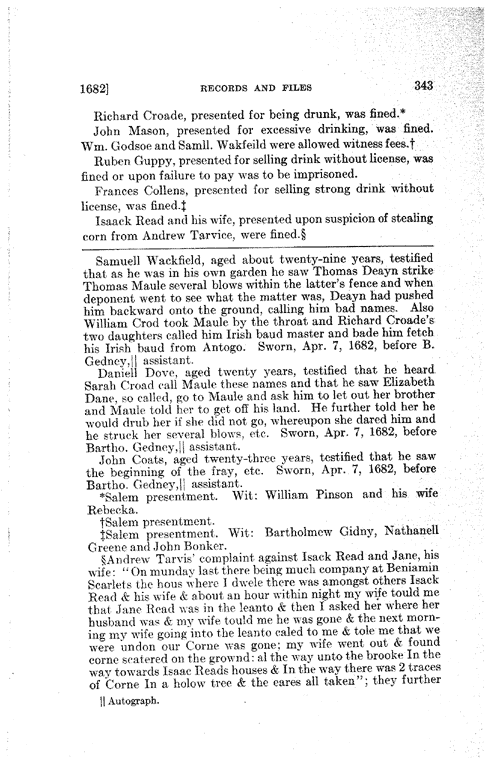 1682] RECORDS AND FILES 343
Richard Croade, presented for being drunk, was fined.*
John Mason, presented for excessive drinking, was fined.
Wm. Godsoe and Samll. Wakfeild were allowed witness fees.†
Ruben Guppy, presented for selling drink without license, was
fined or upon failure to pay was to be imprisoned.
Frances Collens, presented for selling strong drink without
license, was fined.‡
Isaack Read and his wife, presented upon suspicion of stealing
corn from Andrew Tarvice, were fined.§
Samuell Wackfield, aged about twenty-nine years, testified
that as he was in his own garden he saw Thomas Deayn strike
Thomas Maule several blows within the latter's fence and when
deponent went to see what the matter was, Deayn had pushed
him backward onto the ground, calling him bad names. Also
William Crod took Maule by the throat and Richard Croade's
two daughters called him Irish baud master and bade him fetch
his Irish baud from Antogo. Sworn, Apr. 7, 1682, before B.
Gedney,|| assistant.
Daniell Dove, aged twenty years, testified that he heard
Sarah Croad call Maule these names and that he saw Elizabeth
Dane, so called, go to Maule and ask him to let out her brother
and Maule told her to get off his land. He further told her he
would drub her if she did not go, whereupon she dared him and
he struck her several blows, etc. Sworn, Apr. 7, 1682, before
Bartho. Gedney,|| assistant.
John Coats, aged twenty-three years, testified that he saw
the beginning of the fray, etc. Sworn, Apr. 7, 1682, before
Bartho. Gedney,|| assistant.
*Salem presentment. Wit: William Pinson and his wife
Rebecka.
†Salem presentment.
‡Salem presentment. Wit: Bartholmew Gidny, Nathanell
Greene and John Bonker.
§Andrew Tarvis' complaint against Isack Read and Jane, his
wife: "On munday last there being much company at Beniamin
Scarlets the hous where I dwele there was amongst others Isack
Read & his wife & about an hour within night my wife tould me
that Jane Read was in the leanto & then I asked her where her
husband was & my wife tould me he was gone & the next morn-
ing my wife going into the leanto caled to me & tole me that we
were undon our Corne was gone; my wife went out & found
corne scatered on the grownd: al the way unto the brooke In the
way towards Isaac Reads houses & In the way there was 2 traces
of Corne In a holow tree & the eares all taken"; they further
|| Autograph.